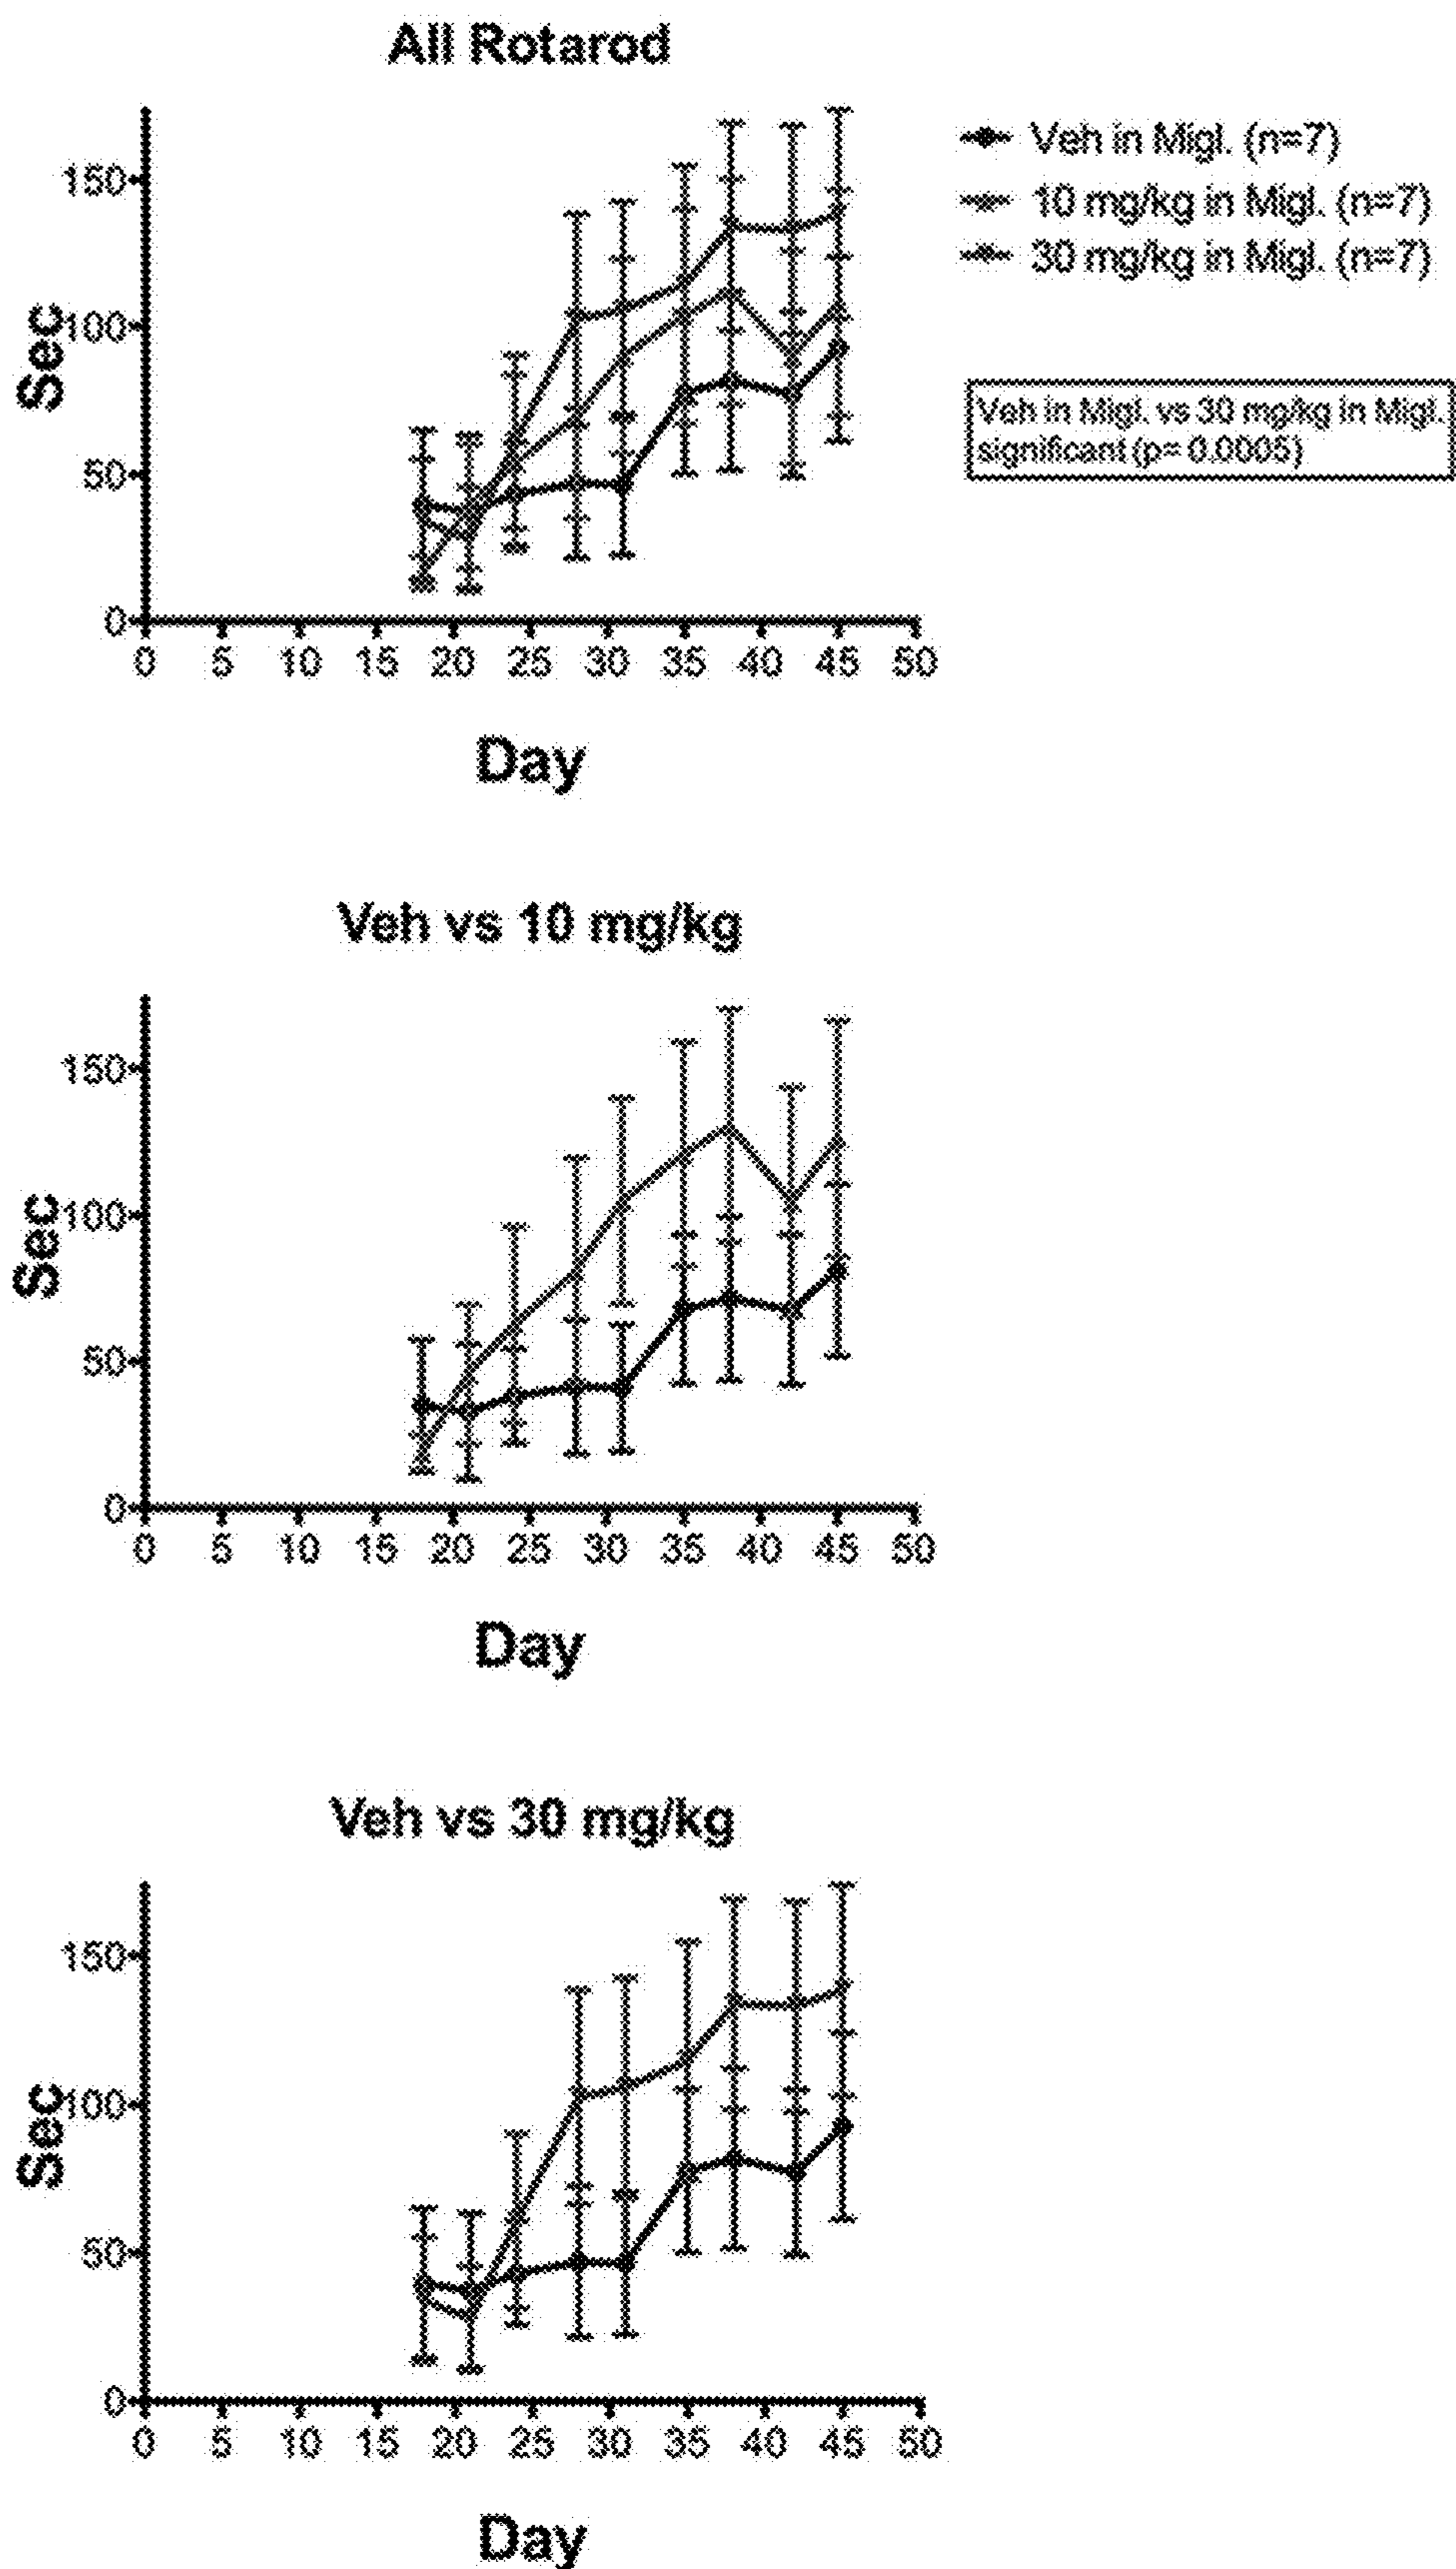 All Rotarod
Veh in Migl. (n=7)
10 mg/kg in Migl. (n=7)
30 mg/kg in Migl. (n=7)
Veh in Migl. vs 30 mg/kg in Migl.
significant (p= 0.0005)
Sec
150
100
50
0
0 5 10 15 20 25 30 35 40 45 50
Day
Veh vs 10 mg/kg
Sec
150
100
50
0
0 5 10 15 20 25 30 35 40 45 50
Day
Veh vs 30 mg/kg
Sec
150
100
50
0
0 5 10 15 20 25 30 35 40 45 50
Day